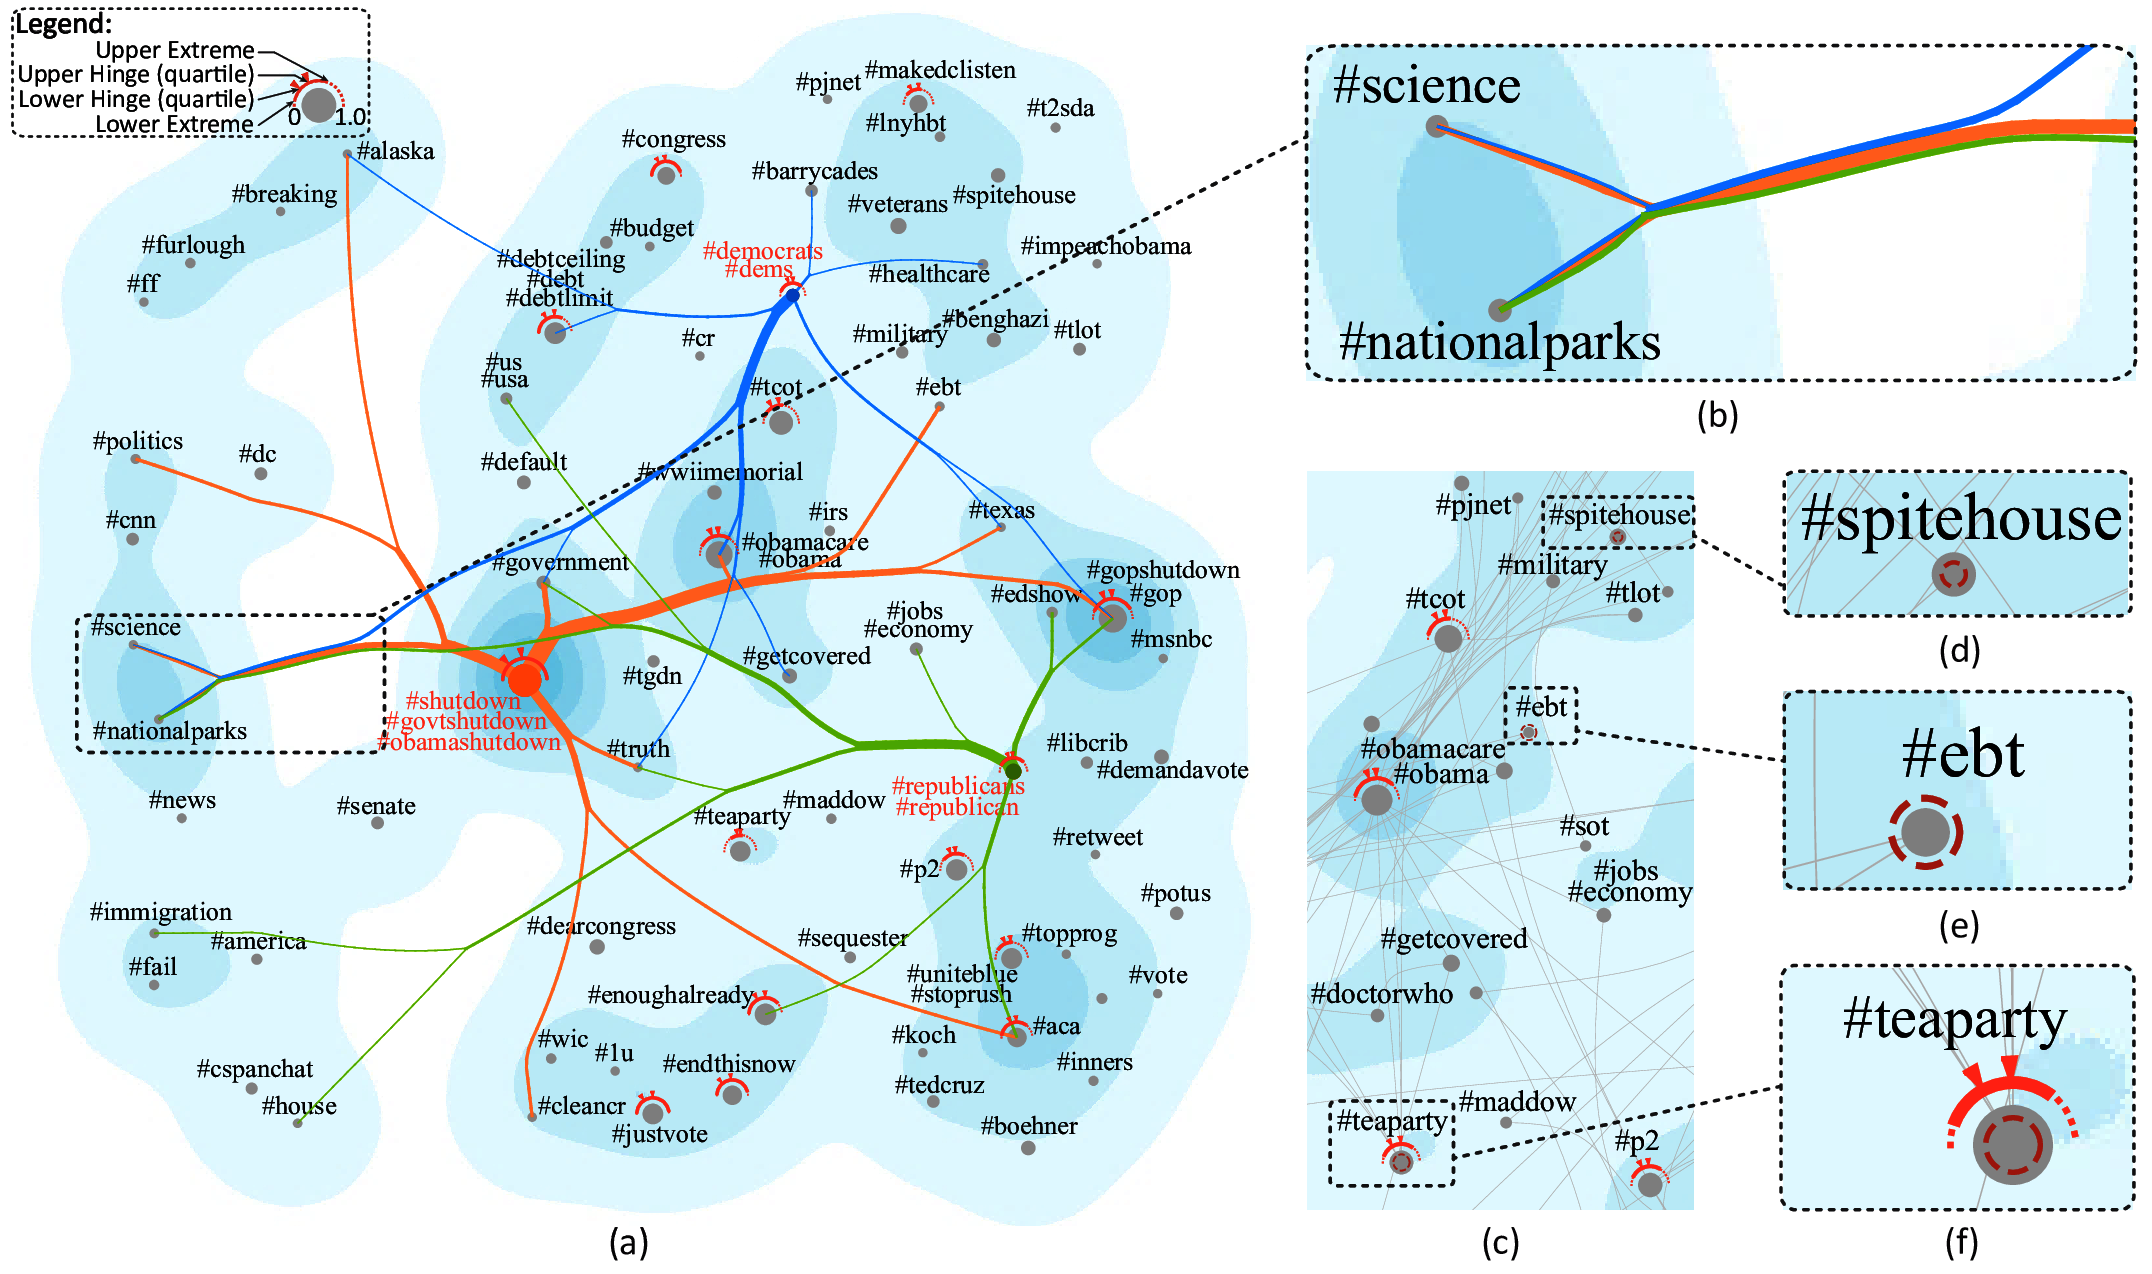 Legend:
Upper Extreme
Upper Hinge (quartile)
Lower Hinge (quartile)
Lower Extreme
0
1.0
#alaska
#breaking
#furlough
#ff
#congress
#budget
#debtceiling
#debt
#debtlimit
#us
#usa
#default
#cr
#pjnet
#makedclisten
#lnyhbt
#t2sda
#barrycades
#spitehouse
#veterans
#democrats
#dems
#impeachobama
#healthcare
#benghazi
#military
#tlot
#tcot
#ebt
#politics
#dc
#cnn
#wwiimemorial
#irs
#texas
#obamacare
#obama
#government
#gopshutdown
#gop
#edshow
#msnbc
#jobs
#economy
#science
#nationalparks
#tgdn
#getcovered
#shutdown
#govtshutdown
#obamashutdown
#truth
#libcrib
#demandavote
#republicans
#republican
#news
#senate
#teaparty
#maddow
#retweet
#p2
#potus
#immigration
#america
#fail
#dearcongress
#sequester
#topprog
#uniteblue
#stoprush
#vote
#enoughalready
#aca
#koch
#wic
#1u
#endthisnow
#inners
#cspanchat
#tedcruz
#house
#cleancr
#justvote
#boehner
(a)
#science
#nationalparks
(b)
#pjnet
#spitehouse
#military
#tcot
#tlot
#ebt
#obamacare
#obama
#sot
#jobs
#economy
#getcovered
#doctorwho
#maddow
#teaparty
#p2
(c)
#spitehouse
(d)
#ebt
(e)
#teaparty
(f)